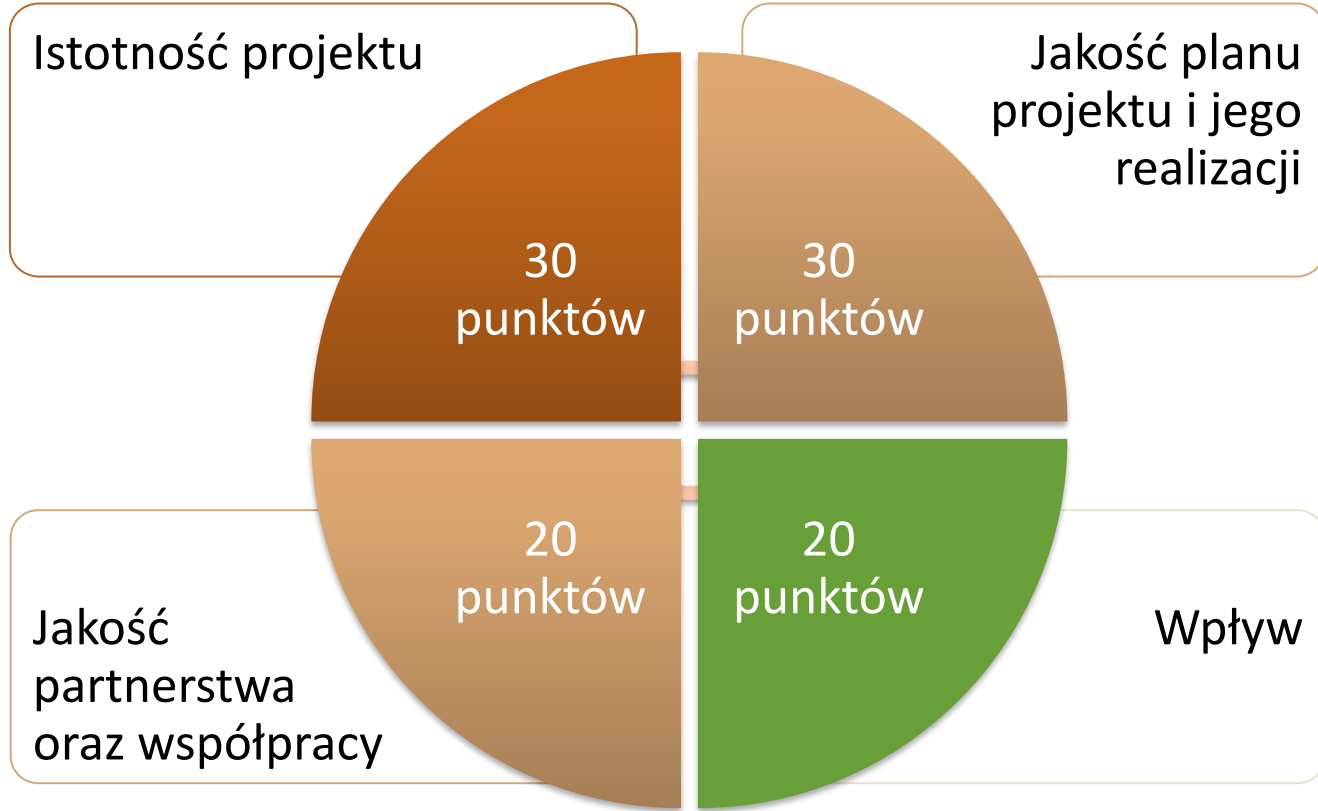 Istotność projektu
30
punktów
Jakość planu
projektu i jego
realizacji
30
punktów
Jakość
partnerstwa
oraz współpracy
20
punktów
20
punktów
Wpływ